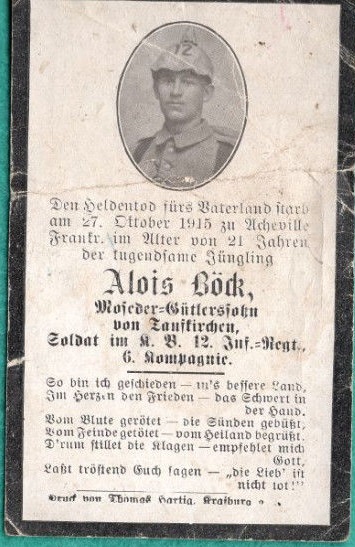 12
Den Heldentod fürs Vaterland starb
am 27. Oktober 1915 zu Acheville
Frankr. im Alter von 21 Jahren
der tugendsame Jüngling
Alois Böck,
Moseder-Gütlerssohn
von Taufkirchen,
Soldat im K. B. 12. Inf.=Regt.,
6. Kompagnie.
So bin ich geschieden — in's bessere Land,
Im Herzen den Frieden — das Schwert in
der Hand.
Vom Blute gerötet — die Sünden gebüßt,
Vom Feinde getötet — vom Heiland begrüßt.
D'rum stillet die Klagen — empfehlet mich
Gott,
Laßt tröstend Euch sagen — „die Lieb' ist
nicht tot!"
Druck von Thomas Hartig, Kraiburg